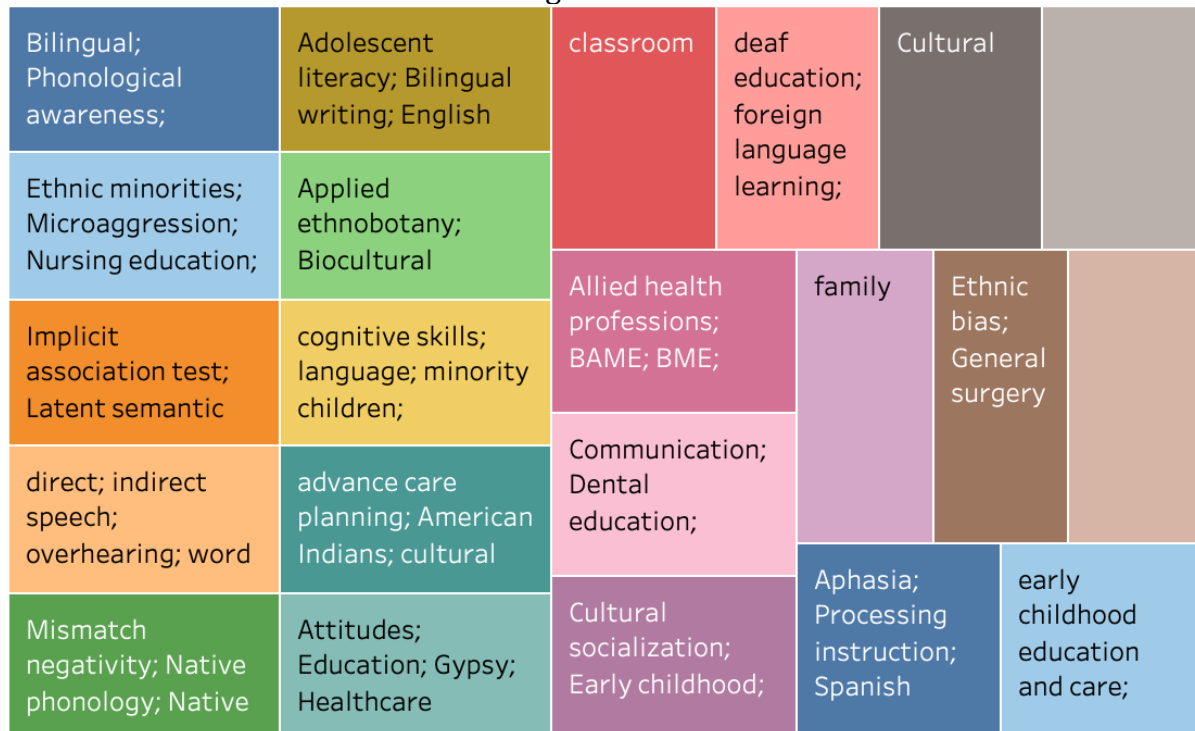 Bilingual;
Phonological
awareness;
Adolescent
literacy; Bilingual
writing; English
classroom
deaf
education;
foreign
language
learning;
Cultural
Ethnic minorities;
Microaggression;
Nursing education;
Applied
ethnobotany;
Biocultural
Allied health
professions;
BAME; BME;
family
Ethnic
bias;
General
surgery
Implicit
association test;
Latent semantic
cognitive skills;
language; minority
children;
Communication;
Dental
education;
direct; indirect
speech;
overhearing; word
advance care
planning; American
Indians; cultural
Cultural
socialization;
Early childhood;
Aphasia;
Processing
instruction;
Spanish
early
childhood
education
and care;
Mismatch
negativity; Native
phonology; Native
Attitudes;
Education; Gypsy;
Healthcare